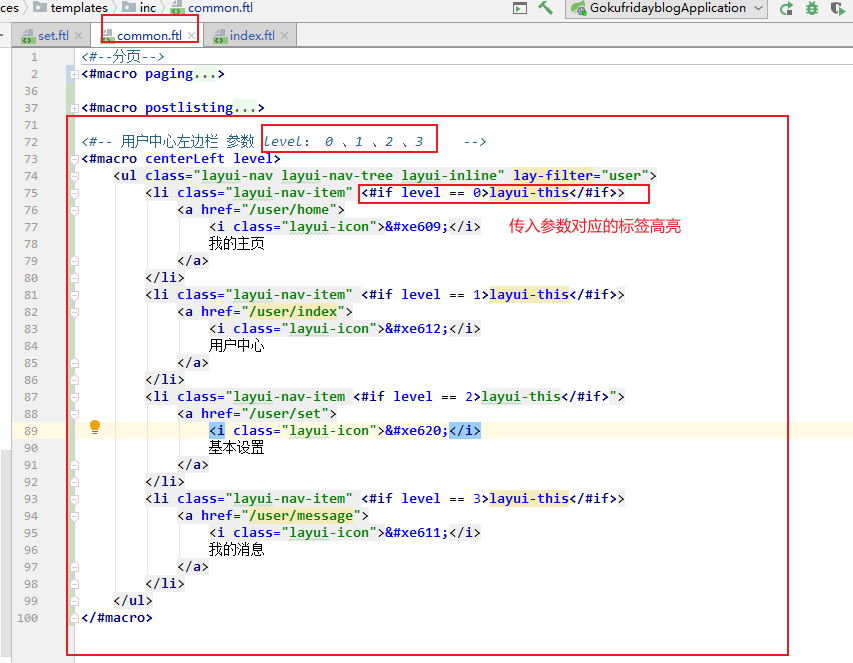 ces templates inc common.ftl GokufridayblogApplication
set.ftl common.ftl index.ftl
1 <#--分页-->
2 <#macro paging...>
36
37 <#macro postlisting...>
71
72 <#-- 用户中心左边栏 参数 level： 0 、1 、2 、3 -->
73 <#macro centerLeft level>
74 <ul class="layui-nav layui-nav-tree layui-inline" lay-filter="user">
75 <li class="layui-nav-item" <#if level == 0>layui-this</#if>>
76 <a href="/user/home">
77 <i class="layui-icon">&#xe609;</i> 传入参数对应的标签高亮
78 我的主页
79 </a>
80 </li>
81 <li class="layui-nav-item" <#if level == 1>layui-this</#if>>
82 <a href="/user/index">
83 <i class="layui-icon">&#xe612;</i>
84 用户中心
85 </a>
86 </li>
87 <li class="layui-nav-item <#if level == 2>layui-this</#if>">
88 <a href="/user/set">
89 <i class="layui-icon">&#xe620;</i>
90 基本设置
91 </a>
92 </li>
93 <li class="layui-nav-item" <#if level == 3>layui-this</#if>>
94 <a href="/user/message">
95 <i class="layui-icon">&#xe611;</i>
96 我的消息
97 </a>
98 </li>
99 </ul>
100 </#macro>